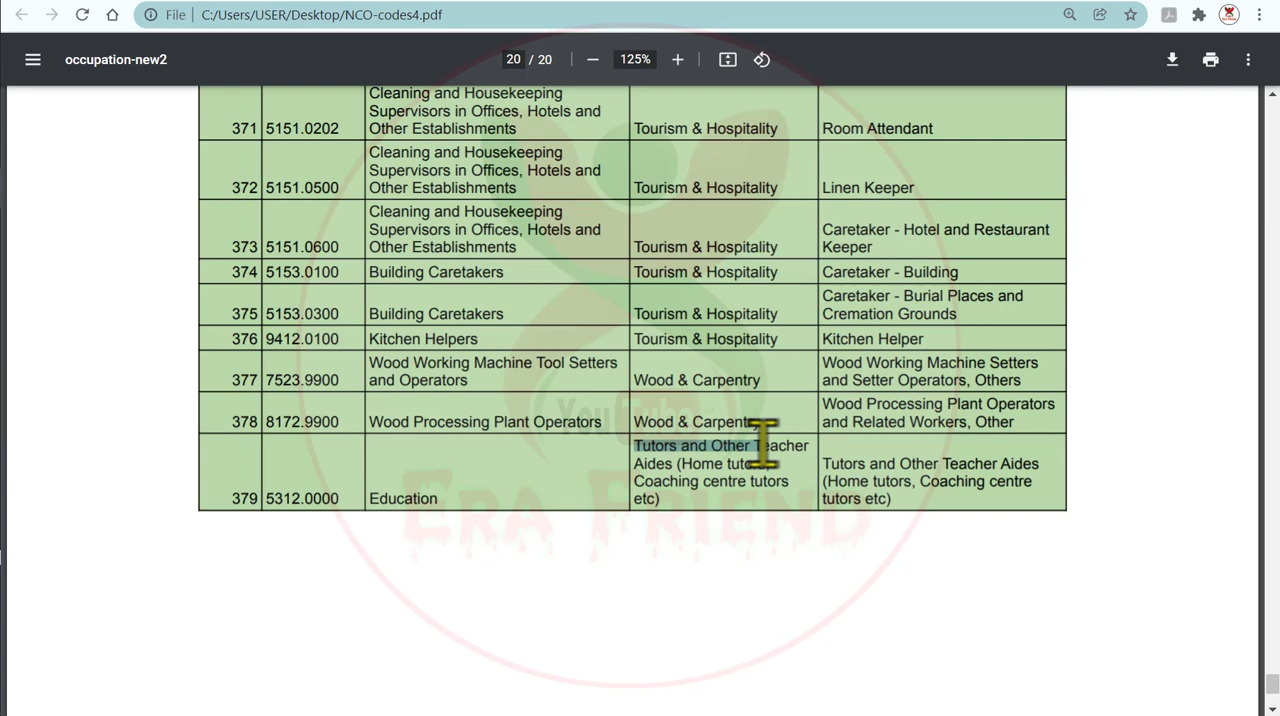 File
C:/Users/USER/Desktop/NCO-codes4.pdf
occupation-new2
20 / 20
125%
Cleaning and Housekeeping
Supervisors in Offices, Hotels and
371 5151.0202 Other Establishments Tourism & Hospitality Room Attendant
Cleaning and Housekeeping
Supervisors in Offices, Hotels and
372 5151.0500 Other Establishments Tourism & Hospitality Linen Keeper
Cleaning and Housekeeping
Supervisors in Offices, Hotels and Caretaker - Hotel and Restaurant
373 5151.0600 Other Establishments Tourism & Hospitality Keeper
374 5153.0100 Building Caretakers Tourism & Hospitality Caretaker - Building
Caretaker - Burial Places and
375 5153.0300 Building Caretakers Tourism & Hospitality Cremation Grounds
376 9412.0100 Kitchen Helpers Tourism & Hospitality Kitchen Helper
Wood Working Machine Tool Setters Wood Working Machine Setters
377 7523.9900 and Operators Wood & Carpentry and Setter Operators, Others
Wood Processing Plant Operators
378 8172.9900 Wood Processing Plant Operators Wood & Carpentry and Related Workers, Other
Tutors and Other Teacher
Aides (Home tutors, Tutors and Other Teacher Aides
Coaching centre tutors (Home tutors, Coaching centre
379 5312.0000 Education etc) tutors etc)
YouTube
ERA FRIEND